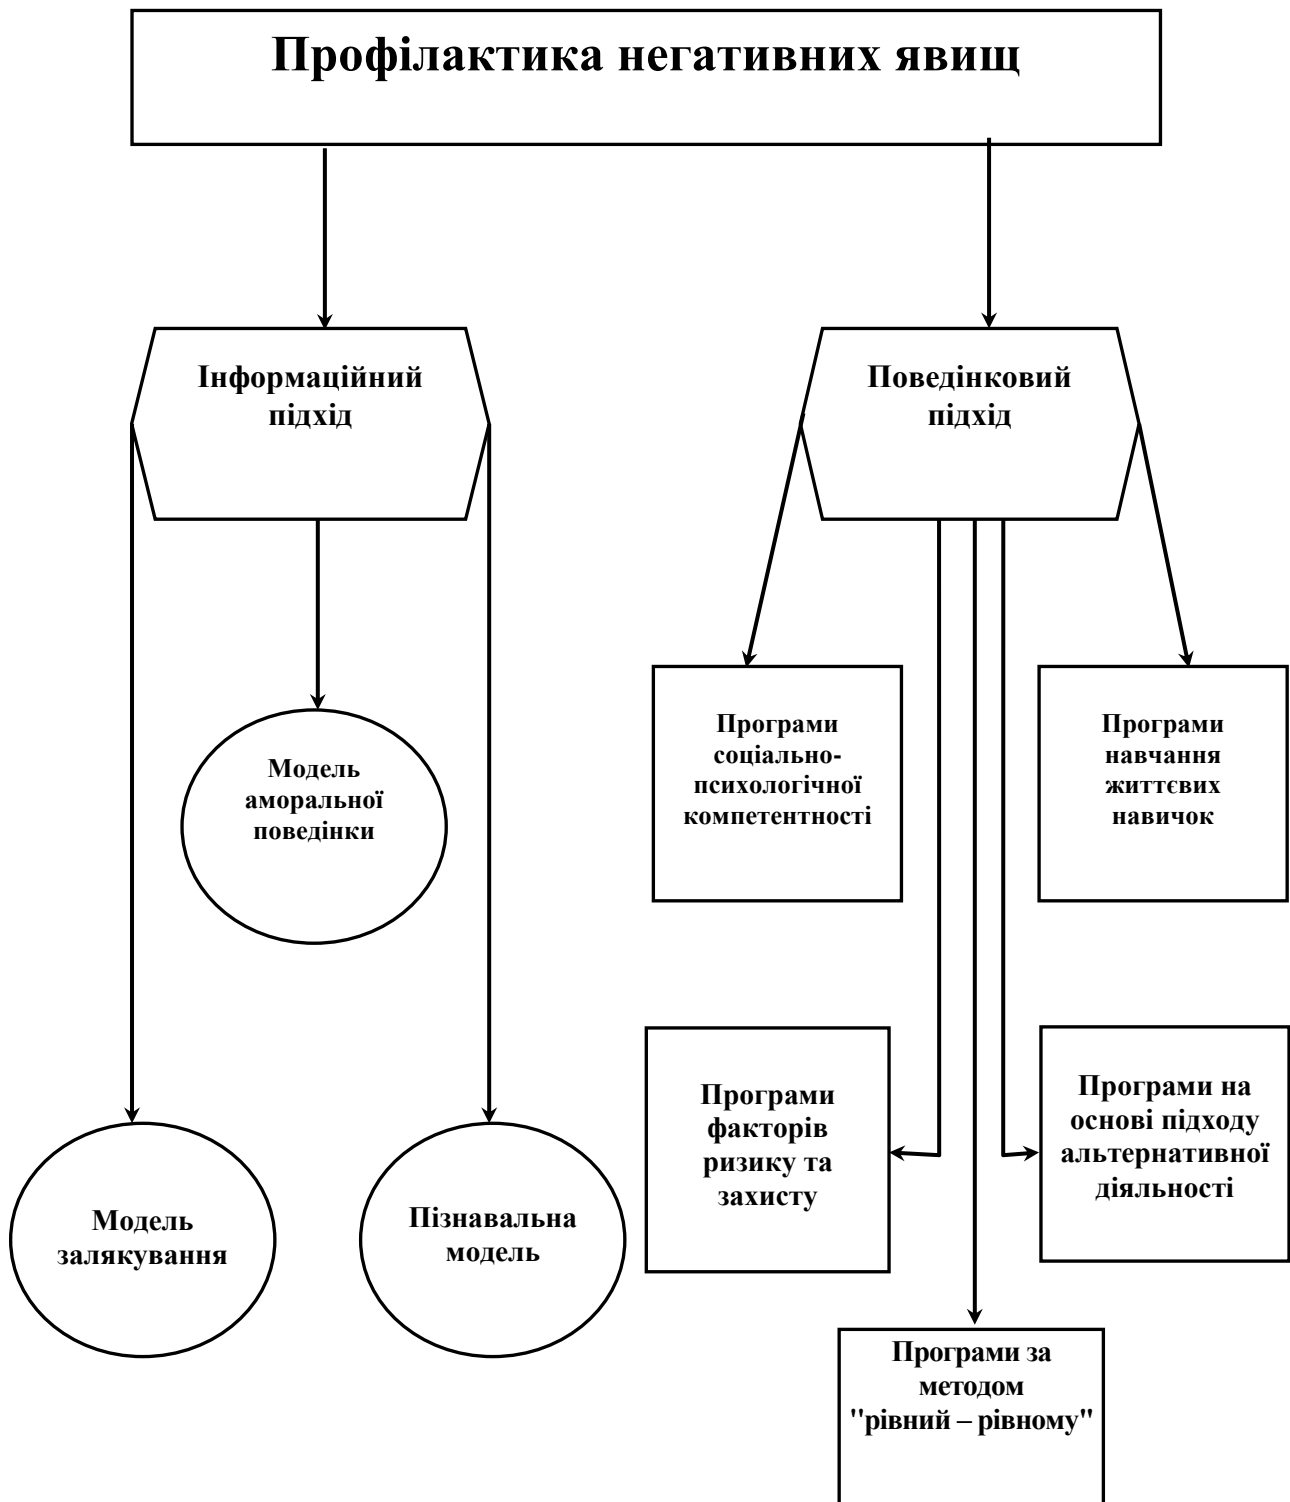 Профілактика негативних явищ
Інформаційний
підхід
Поведінковий
підхід
Програми
соціально-
психологічної
компетентності
Програми
навчання
життєвих
навичок
Модель
аморальної
поведінки
Програми
факторів
ризику та
захисту
Програми на
основі підходу
альтернативної
діяльності
Модель
залякування
Пізнавальна
модель
Програми за
методом
"рівний – рівному"